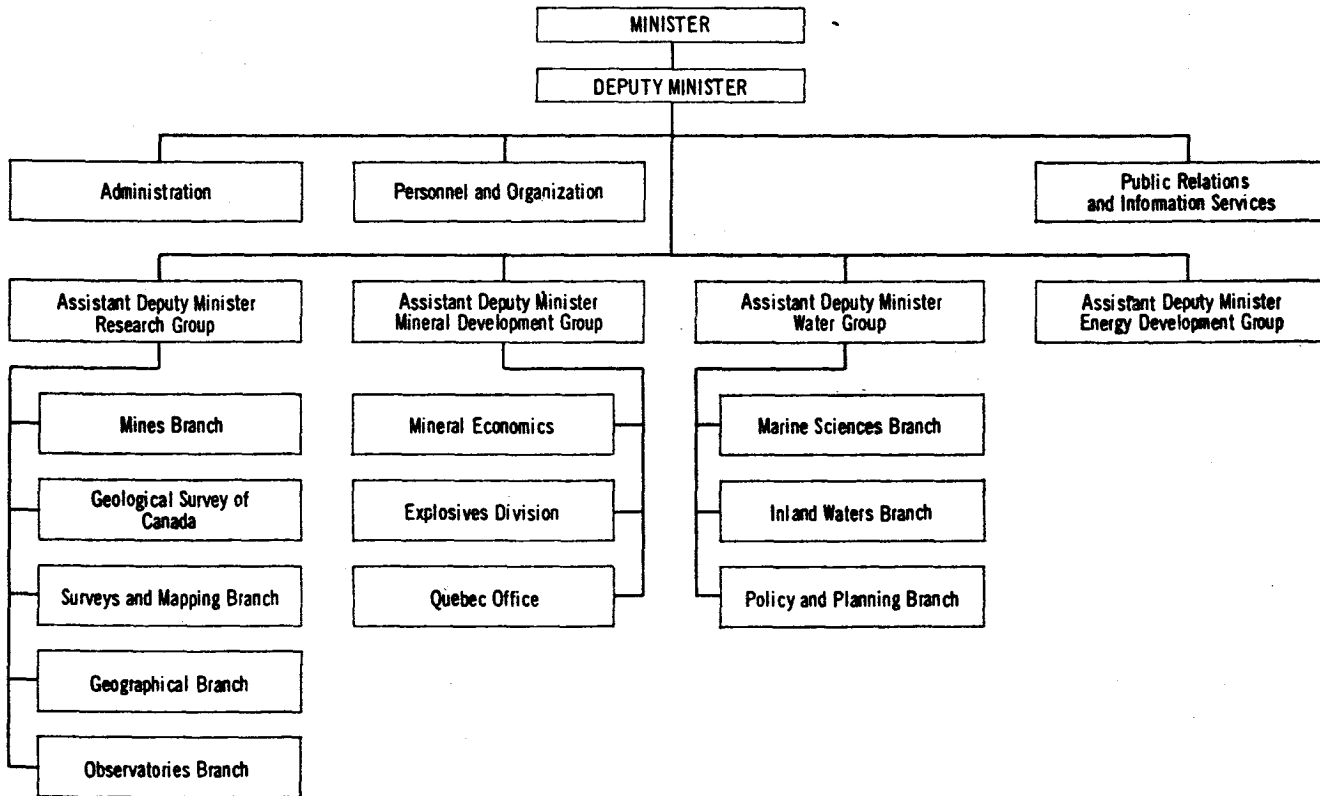 MINISTER
DEPUTY MINISTER
Administration
Personnel and Organization
Public Relations
and Information Services
Assistant Deputy Minister
Research Group
Assistant Deputy Minister
Mineral Development Group
Assistant Deputy Minister
Water Group
Assistant Deputy Minister
Energy Development Group
Mines Branch
Geological Survey of
Canada
Surveys and Mapping Branch
Geographical Branch
Observatories Branch
Mineral Economics
Explosives Division
Quebec Office
Marine Sciences Branch
Inland Waters Branch
Policy and Planning Branch